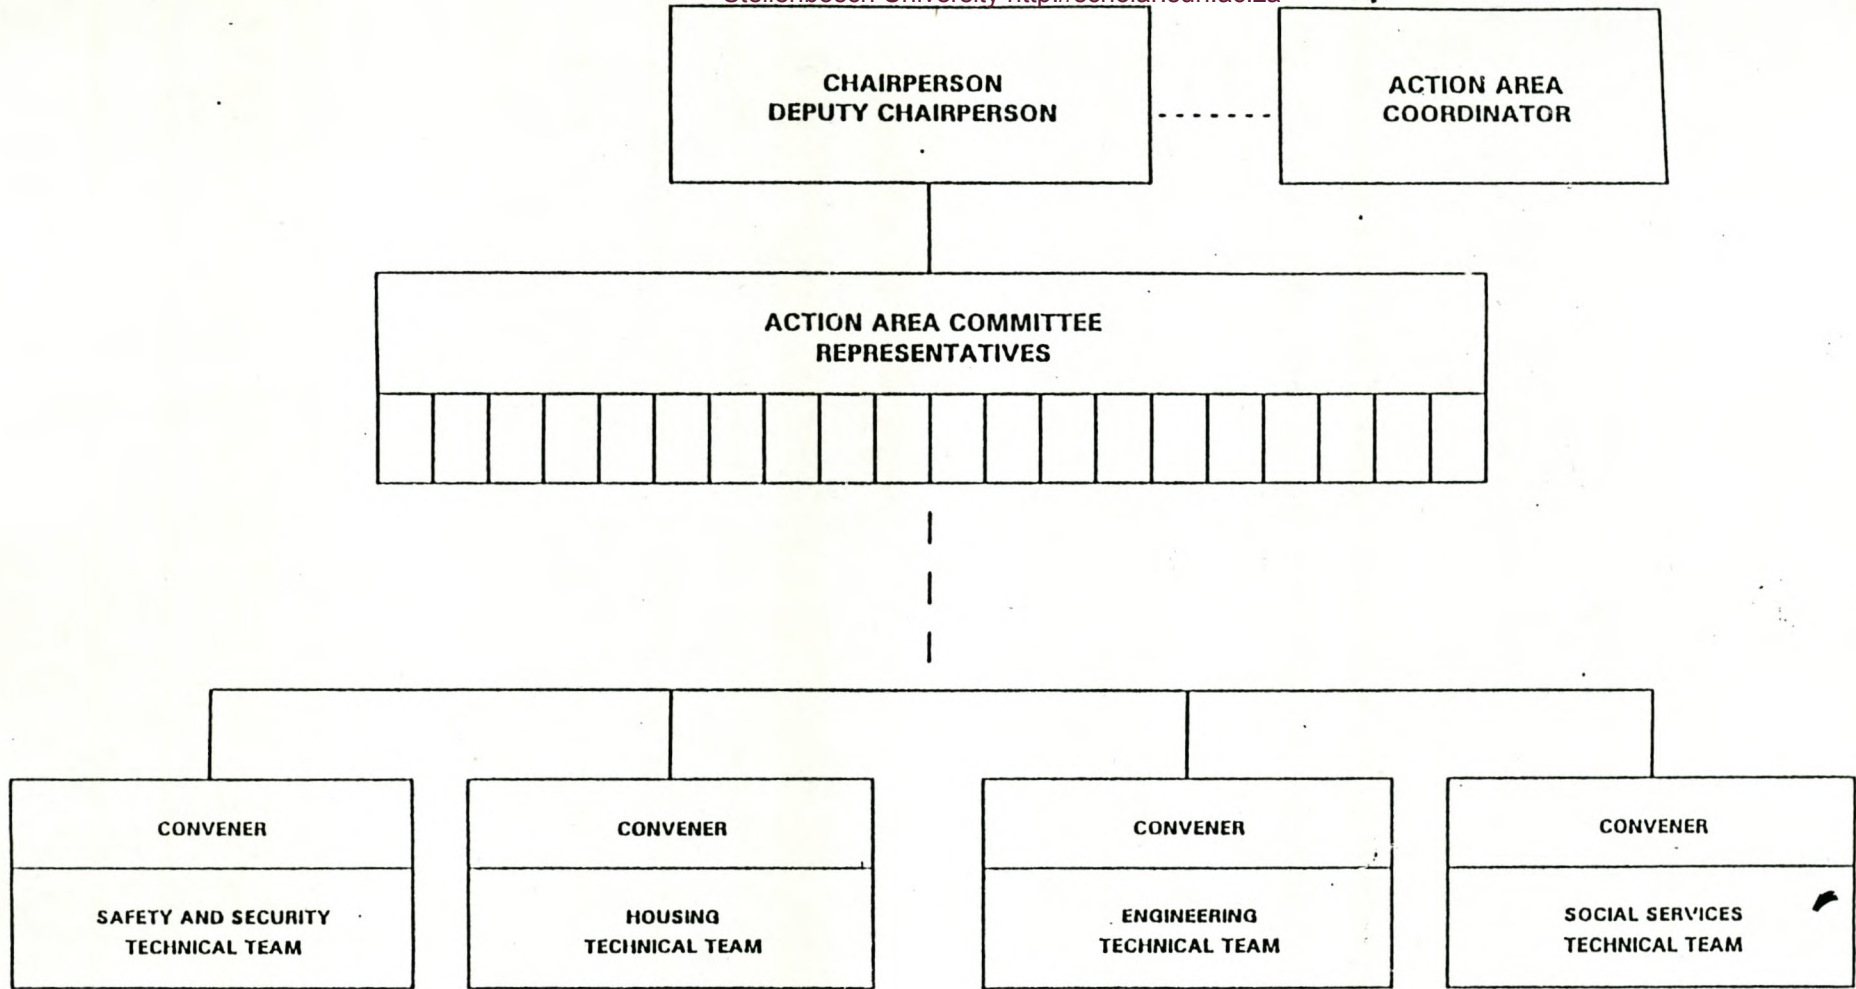 CHAIRPERSON
DEPUTY CHAIRPERSON
ACTION AREA
COORDINATOR
ACTION AREA COMMITTEE
REPRESENTATIVES
CONVENER
SAFETY AND SECURITY
TECHNICAL TEAM
CONVENER
HOUSING
TECHNICAL TEAM
CONVENER
ENGINEERING
TECHNICAL TEAM
CONVENER
SOCIAL SERVICES
TECHNICAL TEAM